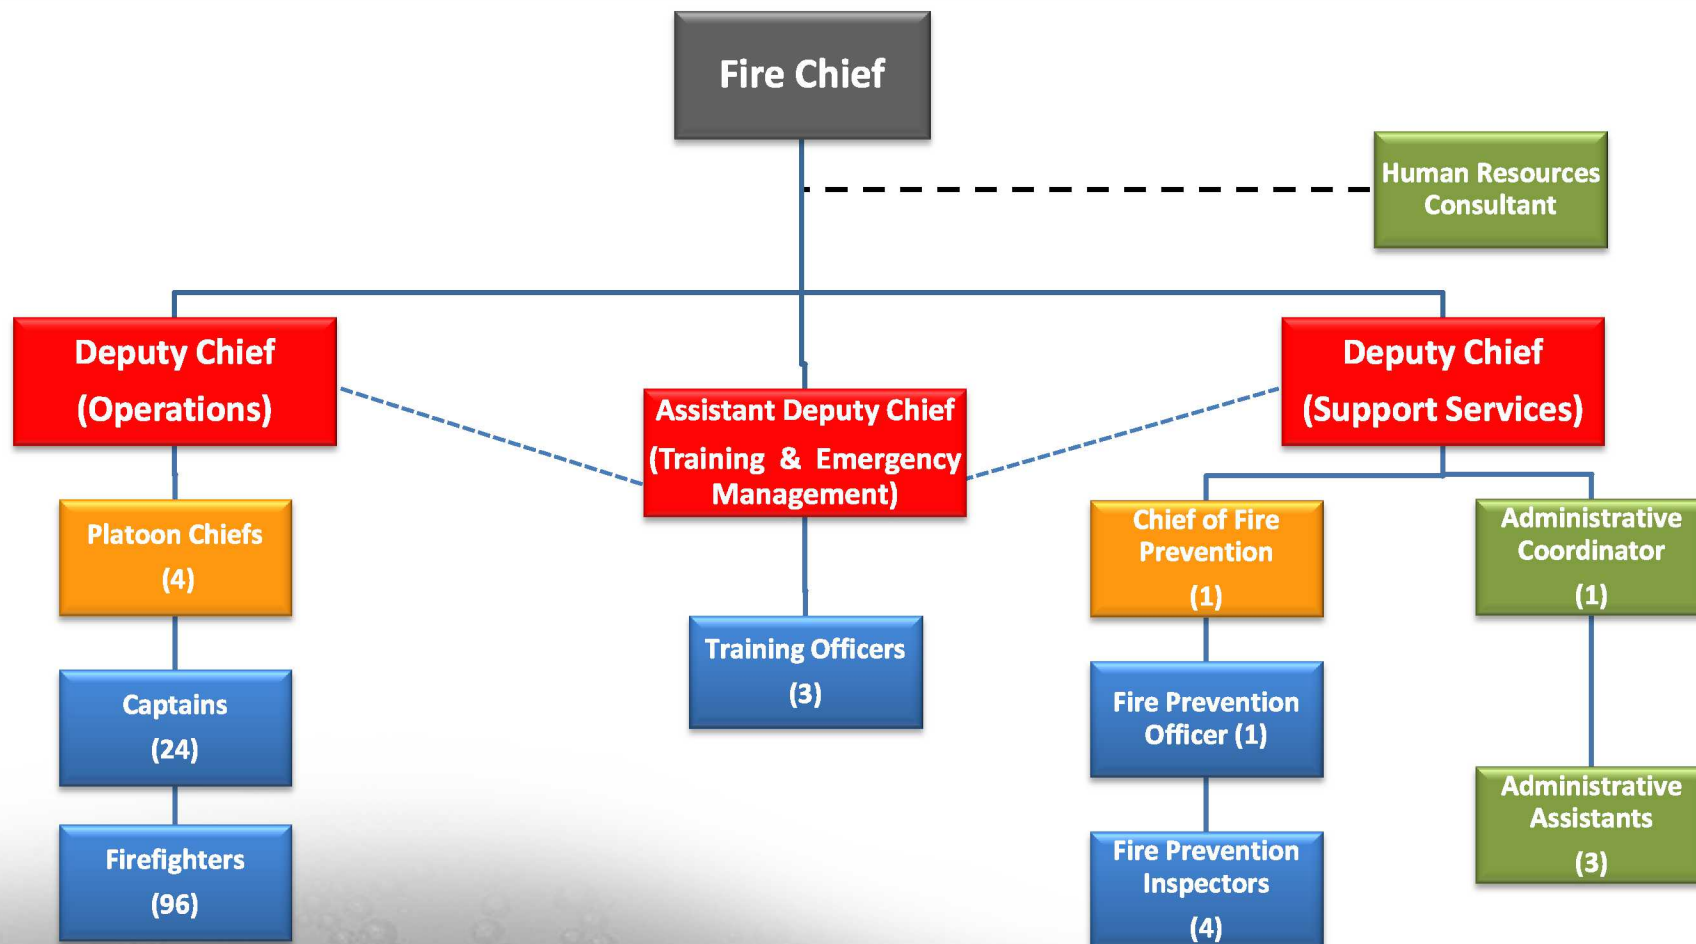 Fire Chief
Human Resources
Consultant
Deputy Chief
(Operations)
Assistant Deputy Chief
(Training & Emergency
Management)
Deputy Chief
(Support Services)
Platoon Chiefs
(4)
Captains
(24)
Firefighters
(96)
Training Officers
(3)
Chief of Fire
Prevention
(1)
Fire Prevention
Officer (1)
Fire Prevention
Inspectors
(4)
Administrative
Coordinator
(1)
Administrative
Assistants
(3)